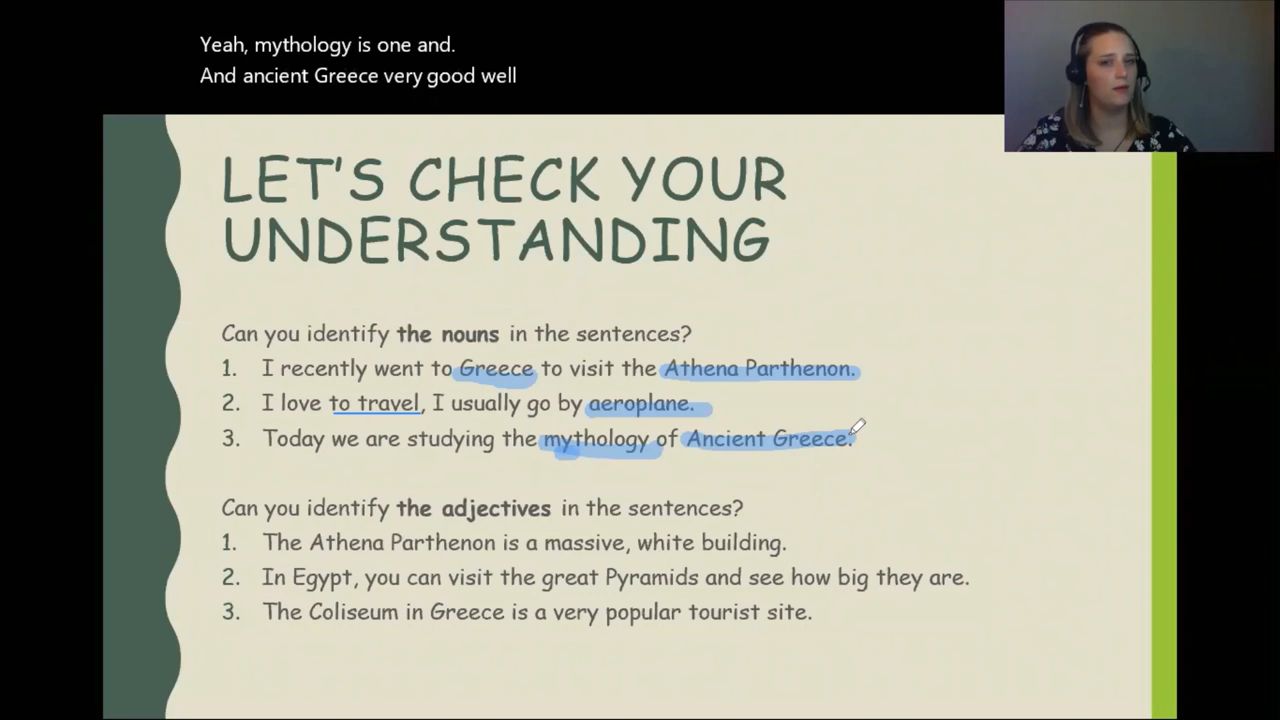 Yeah, mythology is one and.
And ancient Greece very good well
LET'S CHECK YOUR
UNDERSTANDING
Can you identify the nouns in the sentences?
1. I recently went to Greece to visit the Athena Parthenon.
2. I love to travel, I usually go by aeroplane.
3. Today we are studying the mythology of Ancient Greece.
Can you identify the adjectives in the sentences?
1. The Athena Parthenon is a massive, white building.
2. In Egypt, you can visit the great Pyramids and see how big they are.
3. The Coliseum in Greece is a very popular tourist site.